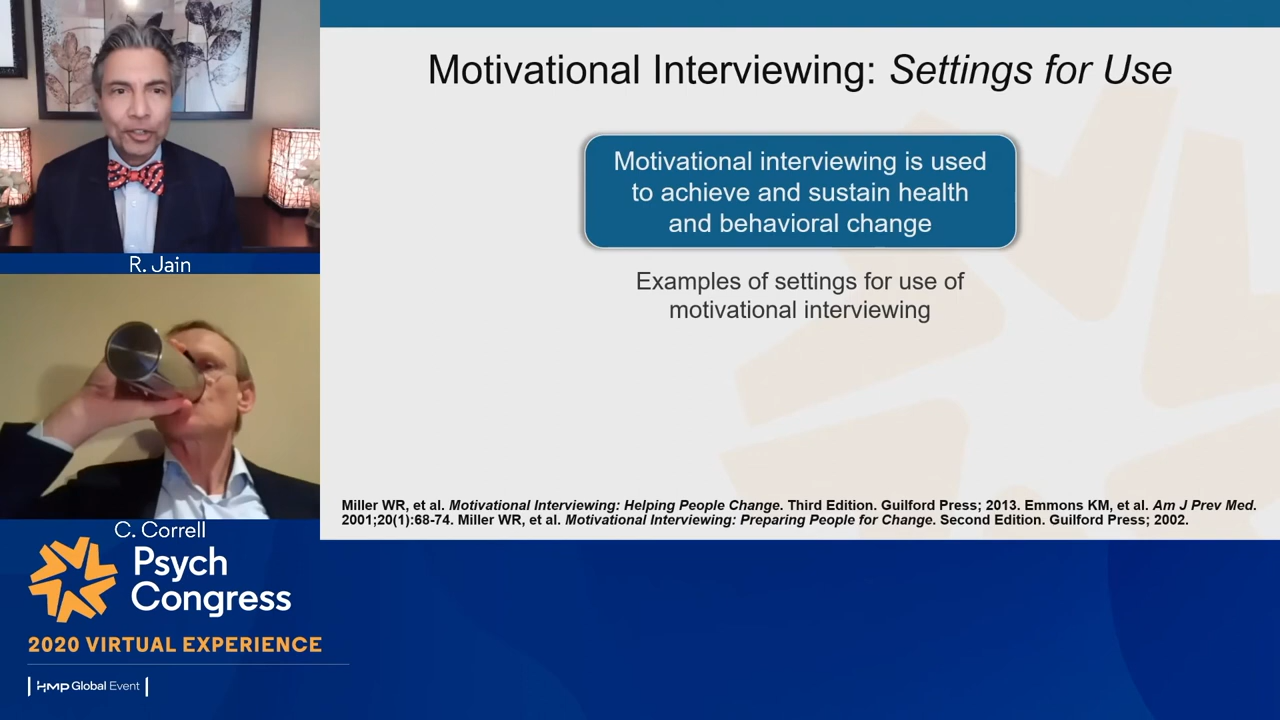 R. Jain
C. Correll
Psych
Congress
2020 VIRTUAL EXPERIENCE
HMP Global Event
Motivational Interviewing: Settings for Use
Motivational interviewing is used
to achieve and sustain health
and behavioral change
Examples of settings for use of
motivational interviewing
Miller WR, et al. Motivational Interviewing: Helping People Change. Third Edition. Guilford Press; 2013. Emmons KM, et al. Am J Prev Med.
2001;20(1):68-74. Miller WR, et al. Motivational Interviewing: Preparing People for Change. Second Edition. Guilford Press; 2002.